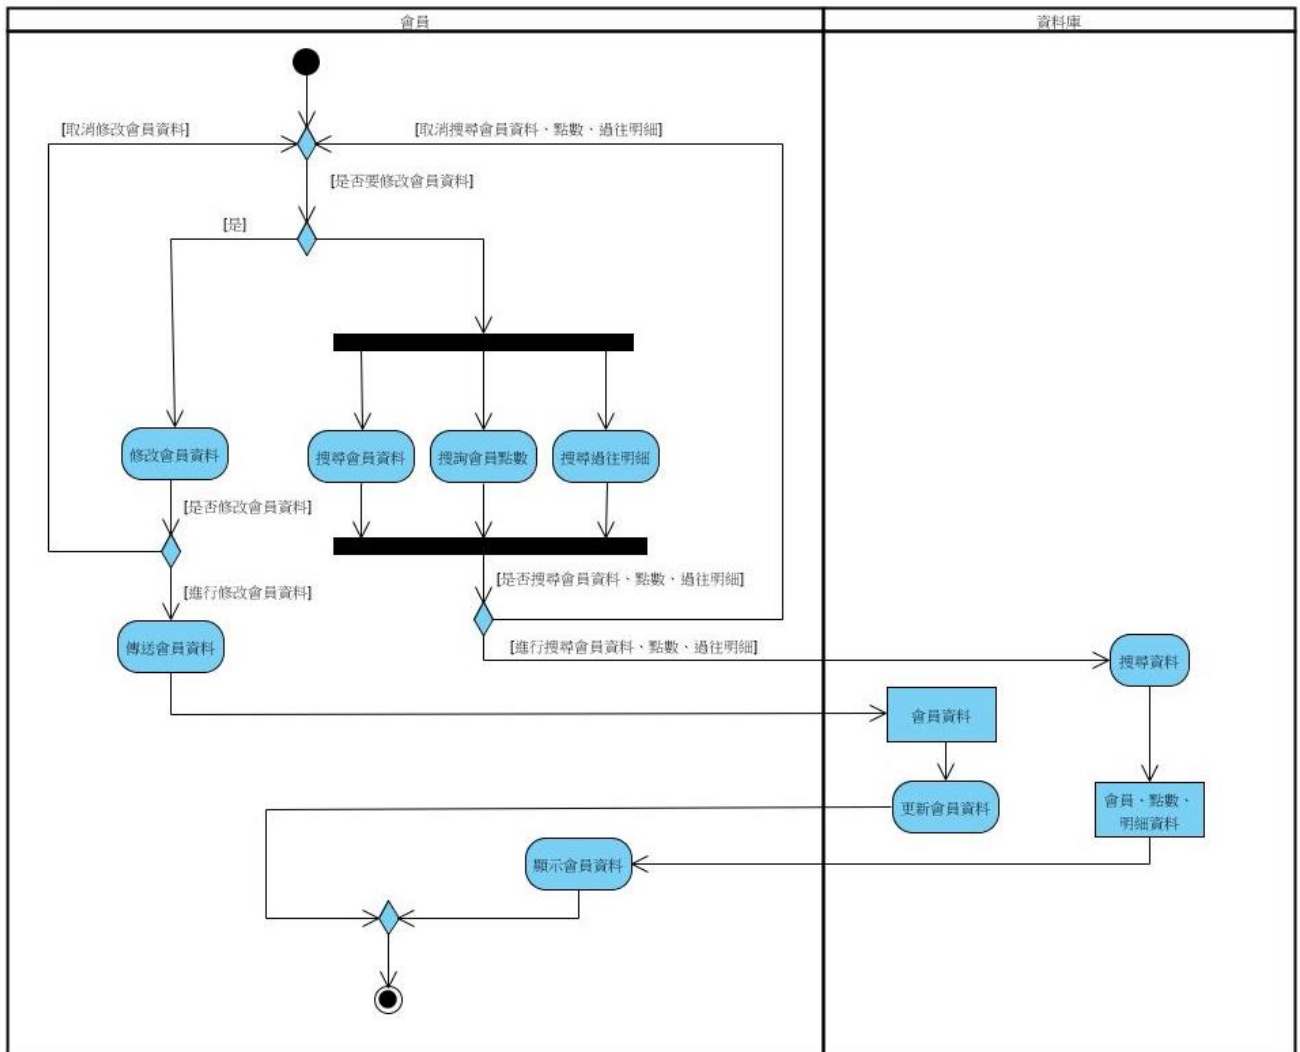 會員
資料庫
[取消修改會員資料]
[取消搜尋會員資料、點數、過往明細]
[是否要修改會員資料]
[是]
修改會員資料
搜尋會員資料
搜詢會員點數
搜尋過往明細
[是否修改會員資料]
[是否搜尋會員資料、點數、過往明細]
[進行修改會員資料]
傳送會員資料
[進行搜尋會員資料、點數、過往明細]
搜尋資料
會員資料
更新會員資料
會員、點數、
明細資料
顯示會員資料